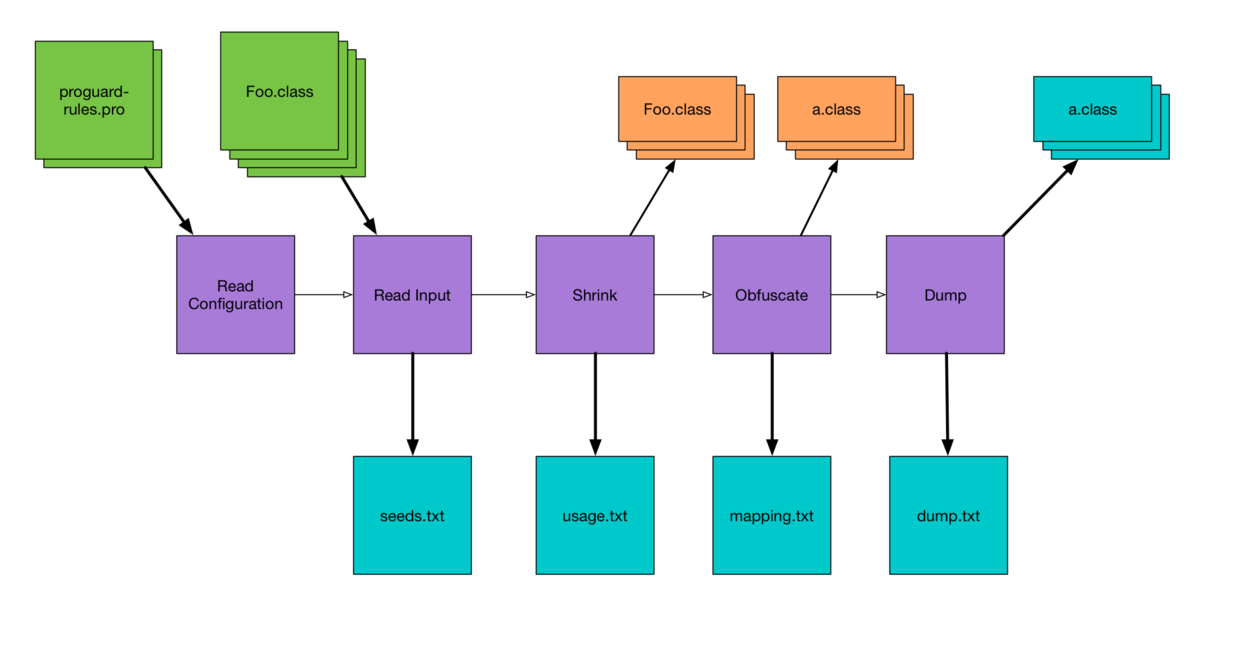 proguard-
rules.pro
Foo.class
Foo.class
a.class
a.class
Read
Configuration
Read Input
Shrink
Obfuscate
Dump
seeds.txt
usage.txt
mapping.txt
dump.txt